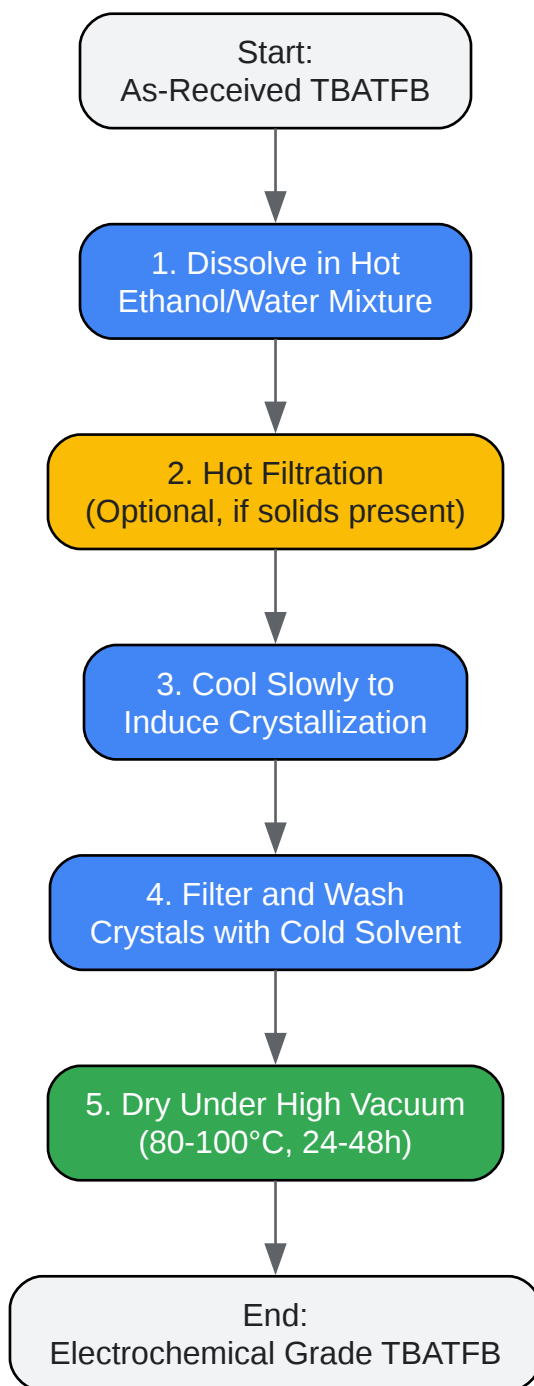 Start:
As-Received TBATFB
1. Dissolve in Hot
Ethanol/Water Mixture
2. Hot Filtration
(Optional, if solids present)
3. Cool Slowly to
Induce Crystallization
4. Filter and Wash
Crystals with Cold Solvent
5. Dry Under High Vacuum
(80-100°C, 24-48h)
End:
Electrochemical Grade TBATFB